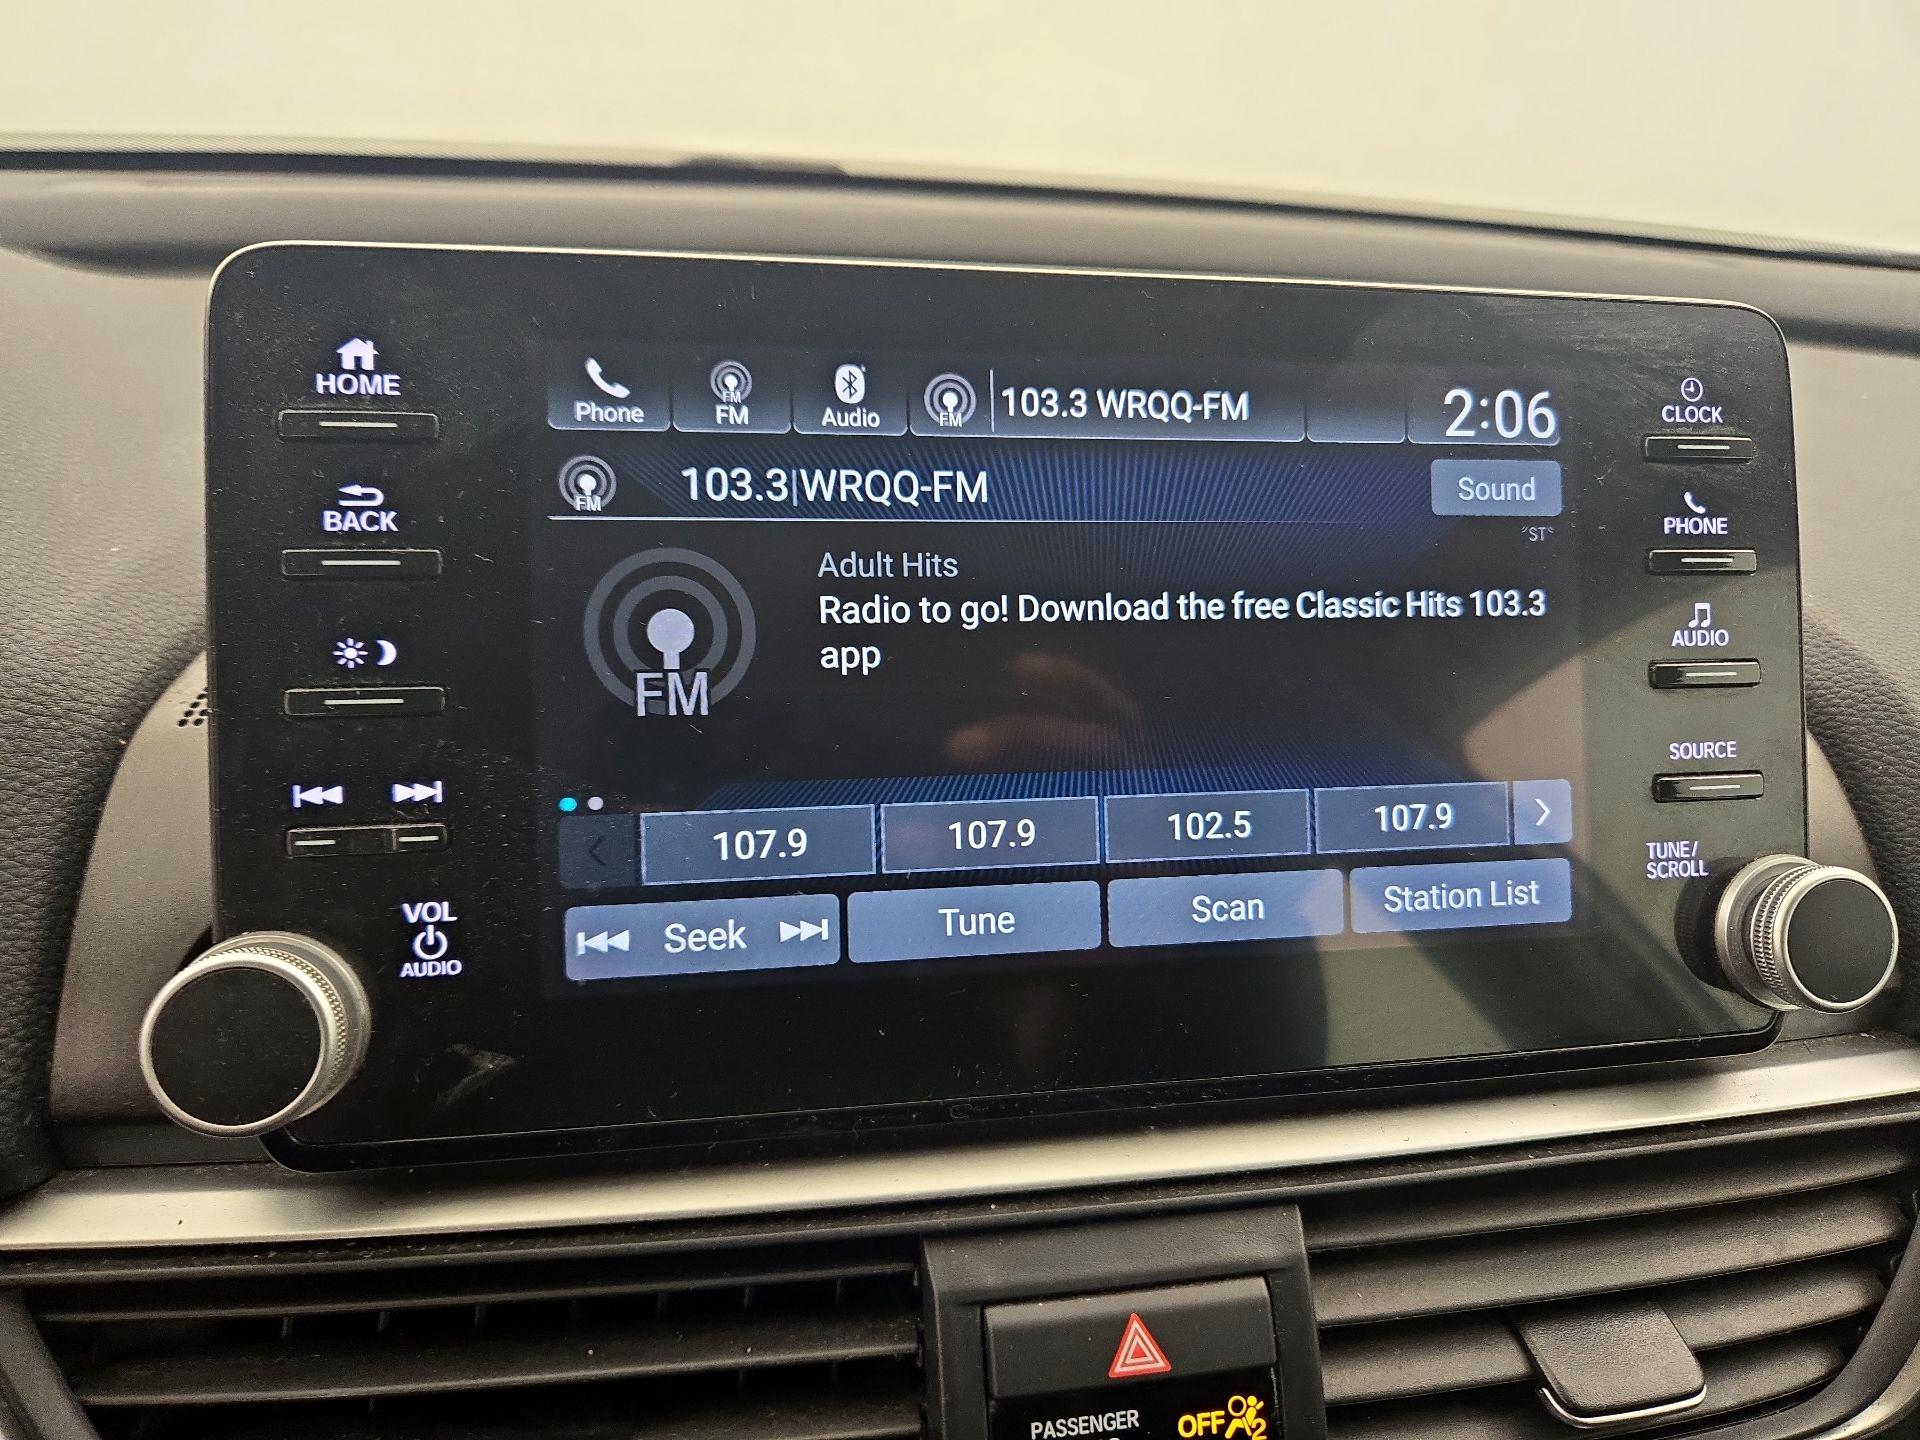 HOME
BACK
VOL
AUDIO
Phone
FM
FM
Audio
FM
103.3 WRQQ-FM
2:06
FM
103.3|WRQQ-FM
Sound
"ST"
FM
Adult Hits
Radio to go! Download the free Classic Hits 103.3
app
107.9
107.9
102.5
107.9
Seek
Tune
Scan
Station List
CLOCK
PHONE
AUDIO
SOURCE
TUNE/
SCROLL
PASSENGER
OFF
2